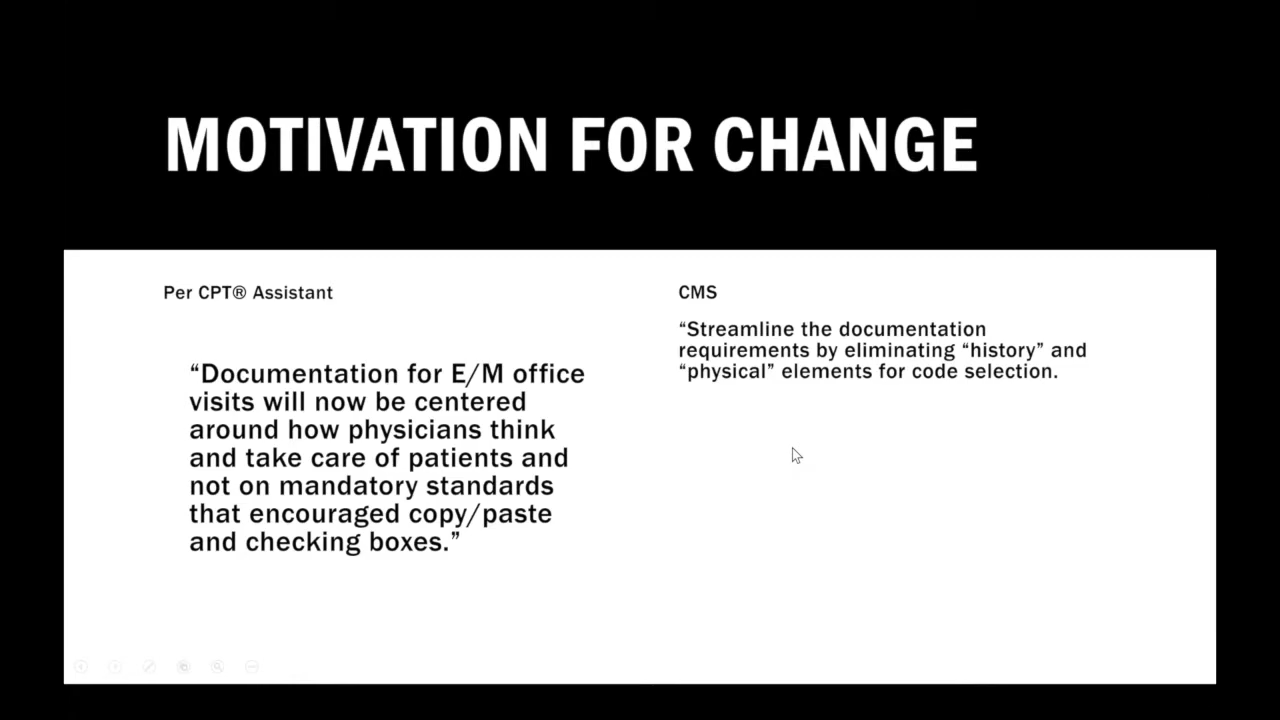 MOTIVATION FOR CHANGE
Per CPT® Assistant
“Documentation for E/M office
visits will now be centered
around how physicians think
and take care of patients and
not on mandatory standards
that encouraged copy/paste
and checking boxes.”
CMS
“Streamline the documentation
requirements by eliminating “history” and
“physical” elements for code selection.